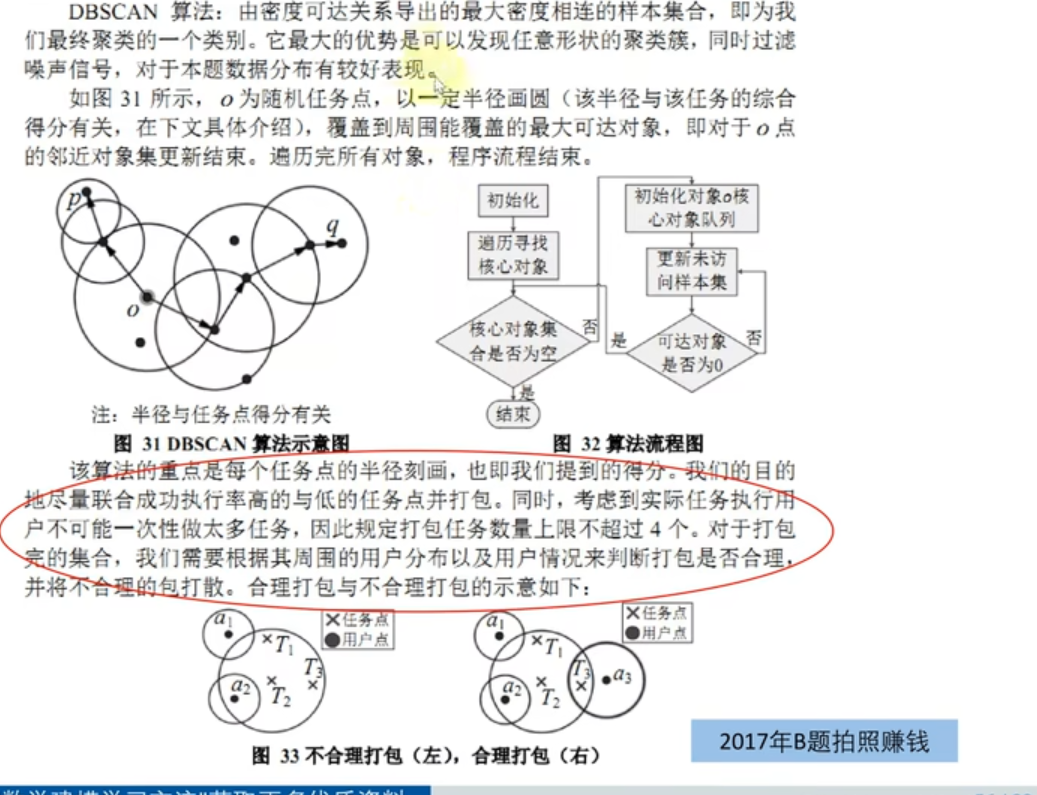 DBSCAN 算法：由密度可达关系导出的最大密度相连的样本集合，即为我
们最终聚类的一个类别。它最大的优势是可以发现任意形状的聚类簇，同时过滤
噪声信号，对于本题数据分布有较好表现。
如图 31 所示，o 为随机任务点，以一定半径画圆（该半径与该任务的综合
得分有关，在下文具体介绍），覆盖到周围能覆盖的最大可达对象，即对于 o 点
的邻近对象集更新结束。遍历完所有对象，程序流程结束。
p
q
o
注：半径与任务点得分有关
图 31 DBSCAN 算法示意图
初始化
遍历寻找
核心对象
核心对象集
合是否为空
否
是
结束
初始化对象o核
心对象队列
更新未访
问样本集
可达对象
是否为0
是
否
图 32 算法流程图
该算法的重点是每个任务点的半径刻画，也即我们提到的得分。我们的目的
地尽量联合成功执行率高的与低的任务点并打包。同时，考虑到实际任务执行用
户不可能一次性做太多任务，因此规定打包任务数量上限不超过 4 个。对于打包
完的集合，我们需要根据其周围的用户分布以及用户情况来判断打包是否合理，
并将不合理的包打散。合理打包与不合理打包的示意如下：
a1
T1
T3
a2
T2
×任务点
●用户点
a1
T1
T3
a3
a2
T2
×任务点
●用户点
图 33 不合理打包（左），合理打包（右）
2017年B题拍照赚钱